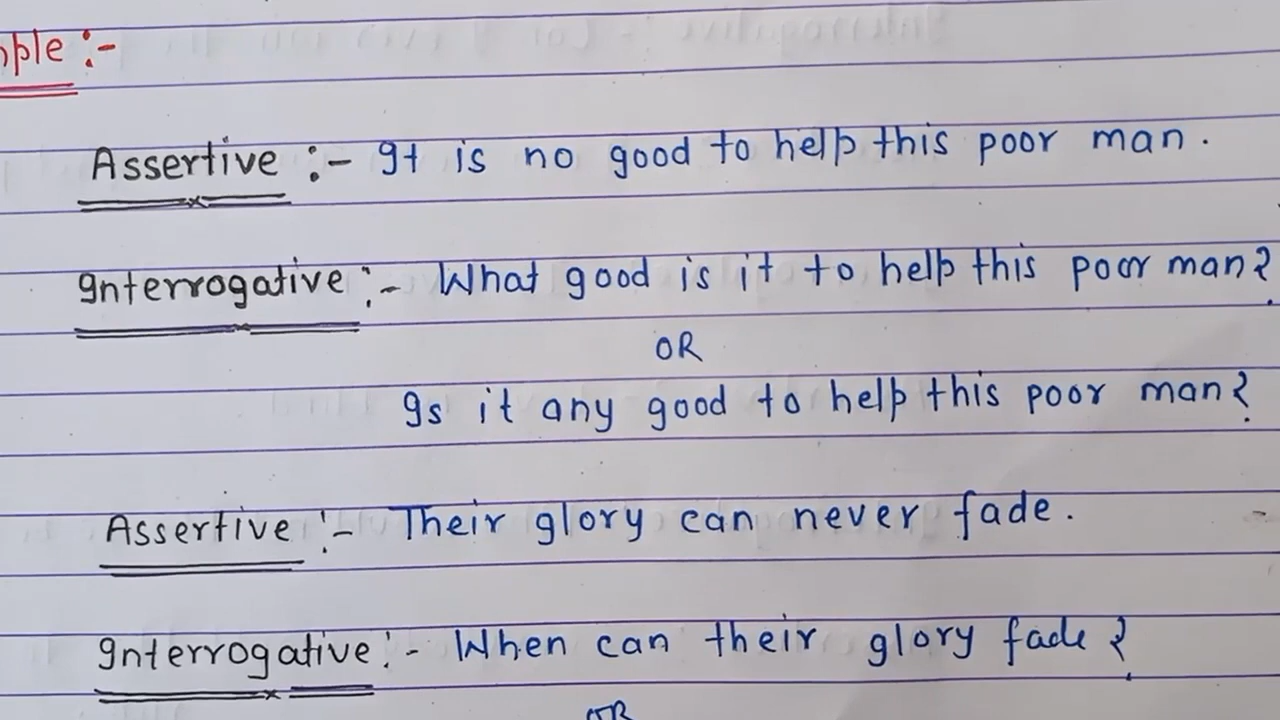 ple :-
Assertive :- It is no good to help this poor man.
Interrogative :- What good is it to help this poor man?
OR
Is it any good to help this poor man?
Assertive :- Their glory can never fade.
Interrogative :- When can their glory fade?
OR